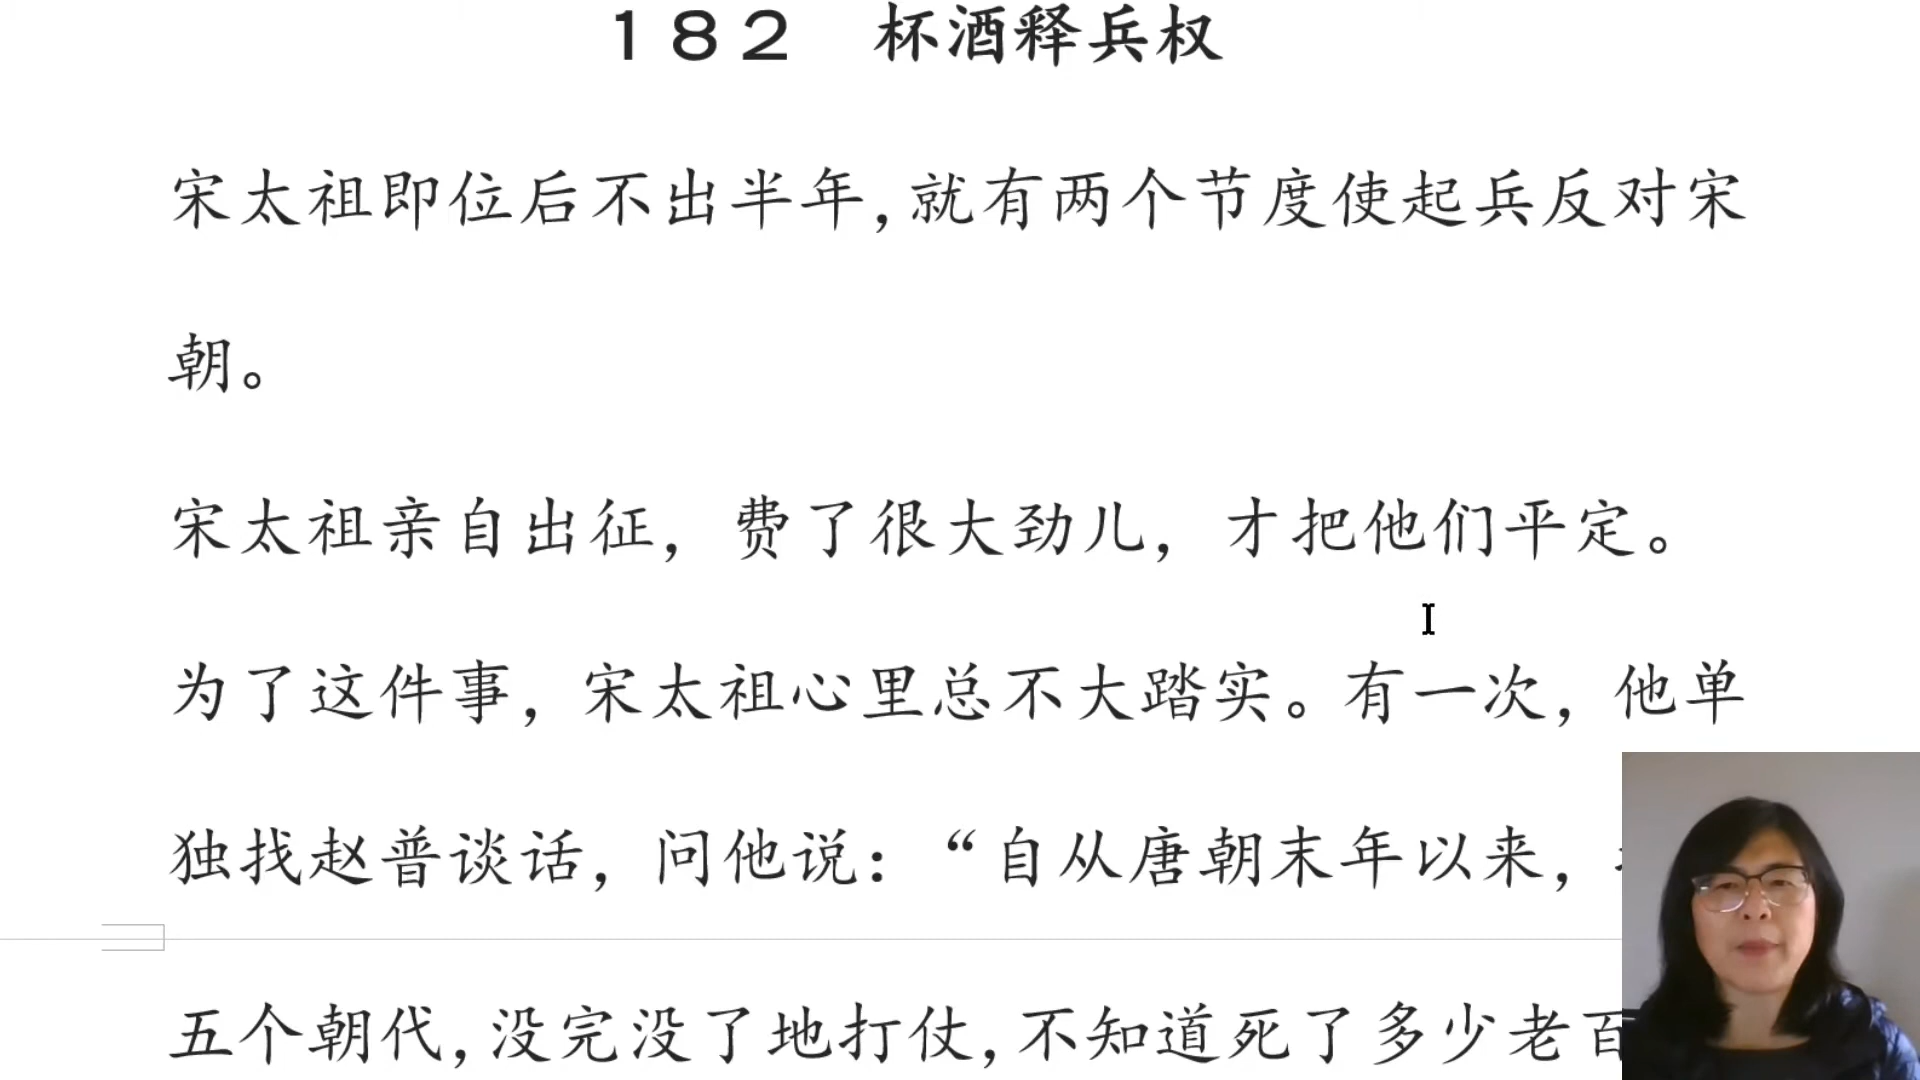 182 杯酒释兵权
宋太祖即位后不出半年,就有两个节度使起兵反对宋
朝。
宋太祖亲自出征，费了很大劲儿，才把他们平定。
为了这件事，宋太祖心里总不大踏实。有一次，他单
独找赵普谈话，问他说：“自从唐朝末年以来，
五个朝代,没完没了地打仗,不知道死了多少老百